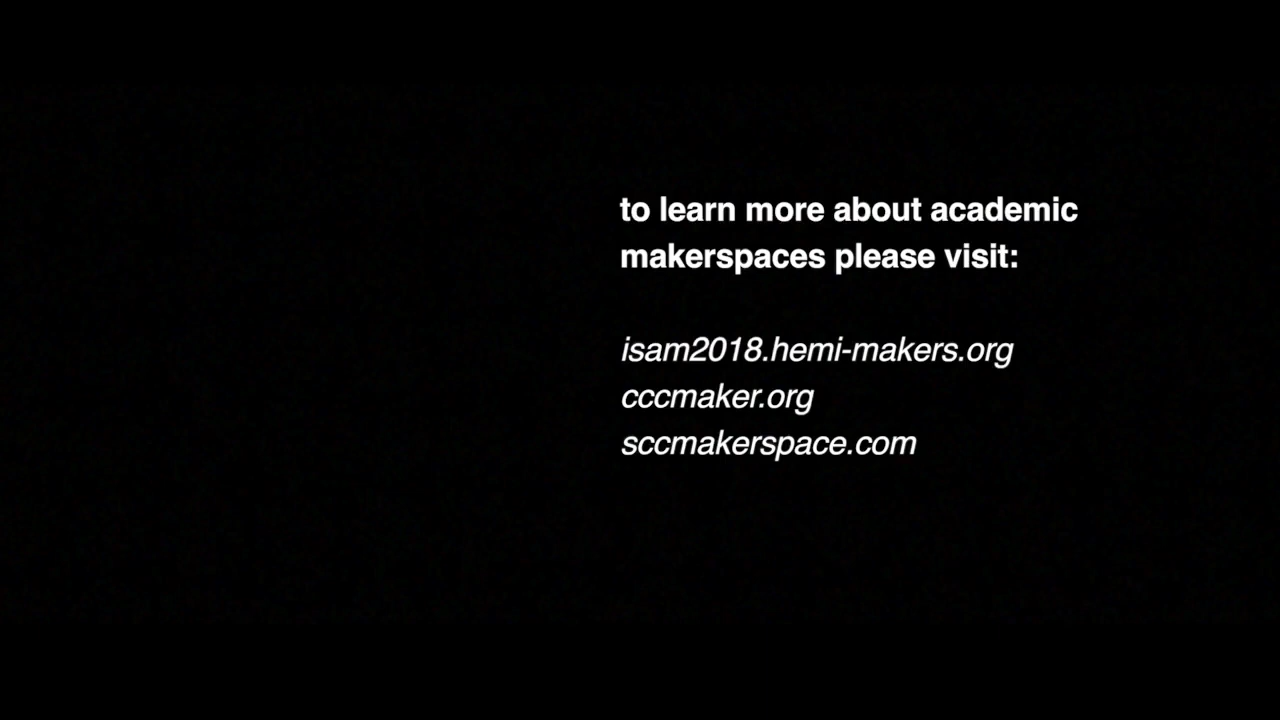 to learn more about academic
makerspaces please visit:
isam2018.hemi-makers.org
cccmaker.org
sccmakerspace.com